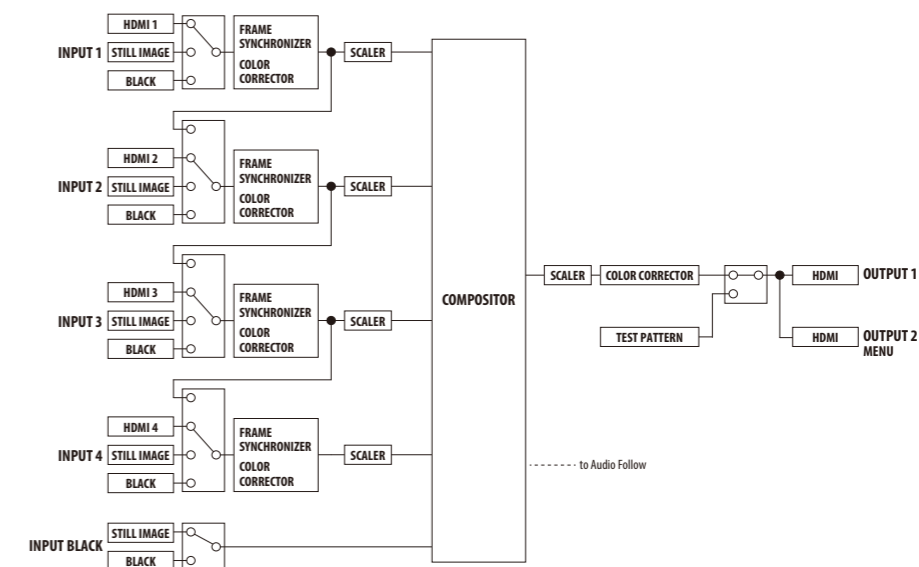 HDMI 1
INPUT 1
STILL IMAGE
BLACK
FRAME
SYNCHRONIZER
COLOR
CORRECTOR
SCALER
HDMI 2
INPUT 2
STILL IMAGE
BLACK
FRAME
SYNCHRONIZER
COLOR
CORRECTOR
SCALER
HDMI 3
INPUT 3
STILL IMAGE
BLACK
FRAME
SYNCHRONIZER
COLOR
CORRECTOR
SCALER
HDMI 4
INPUT 4
STILL IMAGE
BLACK
FRAME
SYNCHRONIZER
COLOR
CORRECTOR
SCALER
INPUT BLACK
STILL IMAGE
BLACK
COMPOSITOR
SCALER
COLOR CORRECTOR
TEST PATTERN
HDMI
OUTPUT 1
HDMI
OUTPUT 2
MENU
to Audio Follow